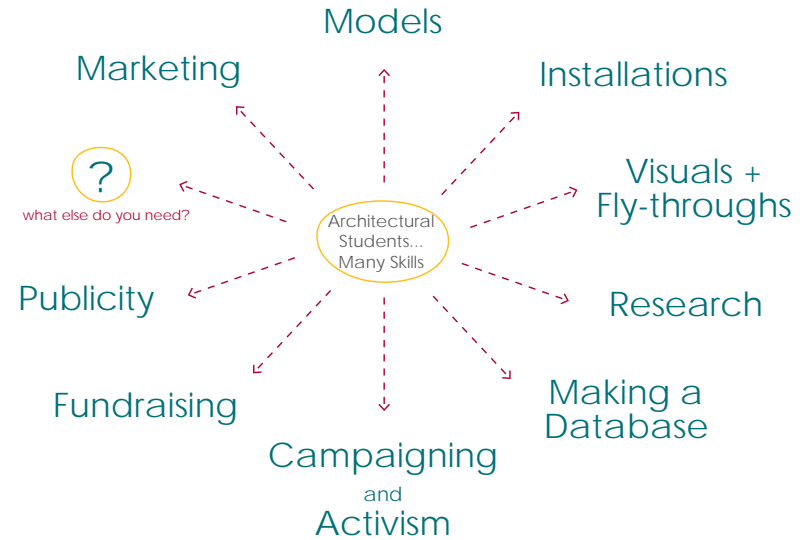 Models
Marketing
Installations
?
what else do you need?
Visuals +
Fly-throughs
Architectural
Students...
Many Skills
Publicity
Research
Fundraising
Making a
Database
Campaigning
and
Activism